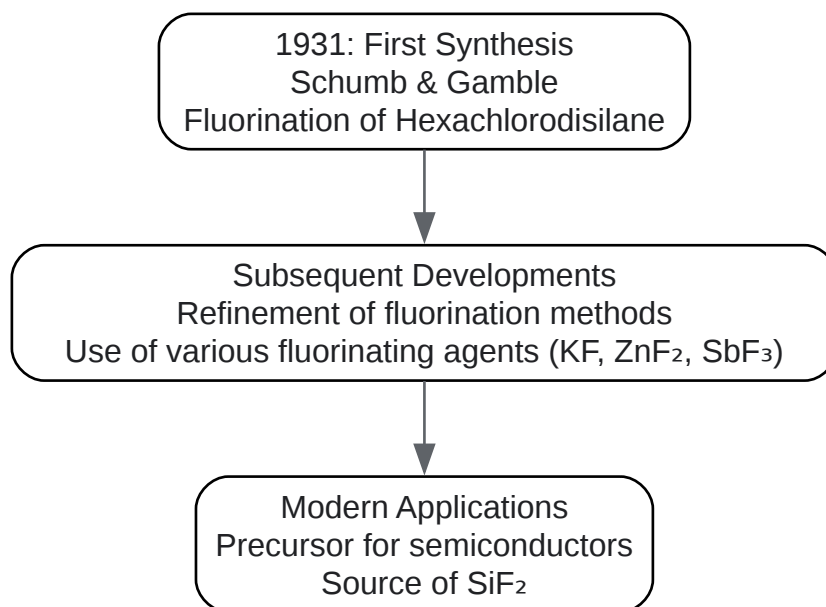 1931: First Synthesis
Schumb & Gamble
Fluorination of Hexachlorodisilane
Subsequent Developments
Refinement of fluorination methods
Use of various fluorinating agents (KF, ZnF₂, SbF₃)
Modern Applications
Precursor for semiconductors
Source of SiF₂